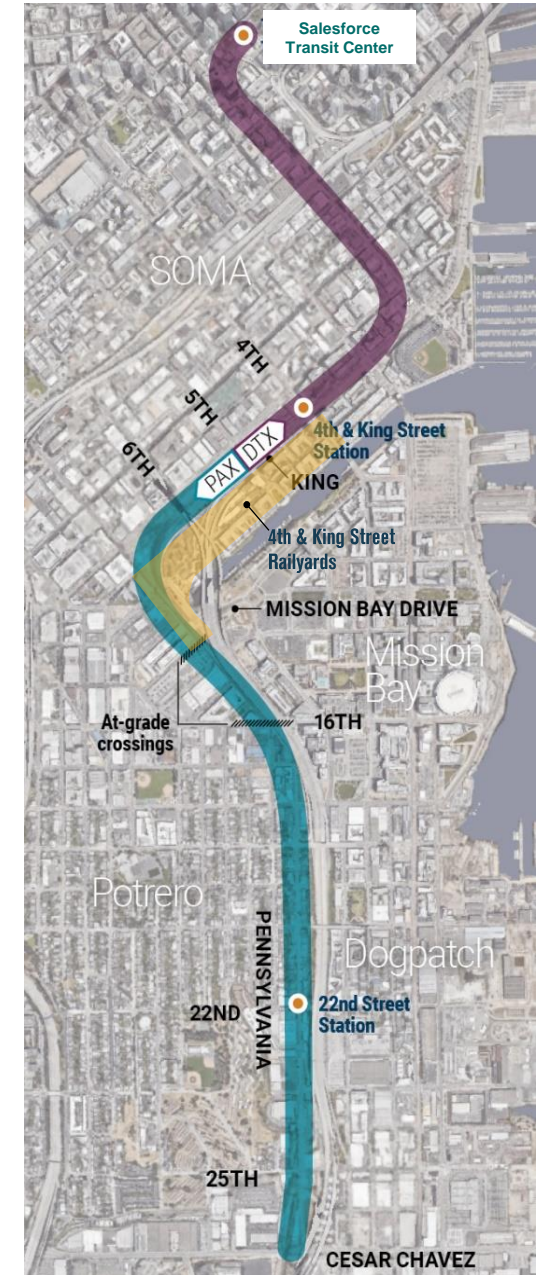 Salesforce
Transit Center
SOMA
4TH
5TH
6TH
PAX
DTX
4th & King Street
Station
KING
4th & King Street
Railyards
MISSION BAY DRIVE
Mission
Bay
At-grade
crossings
16TH
Potrero
PENNSYLVANIA
Dogpatch
22ND
22nd Street
Station
25TH
CESAR CHAVEZ